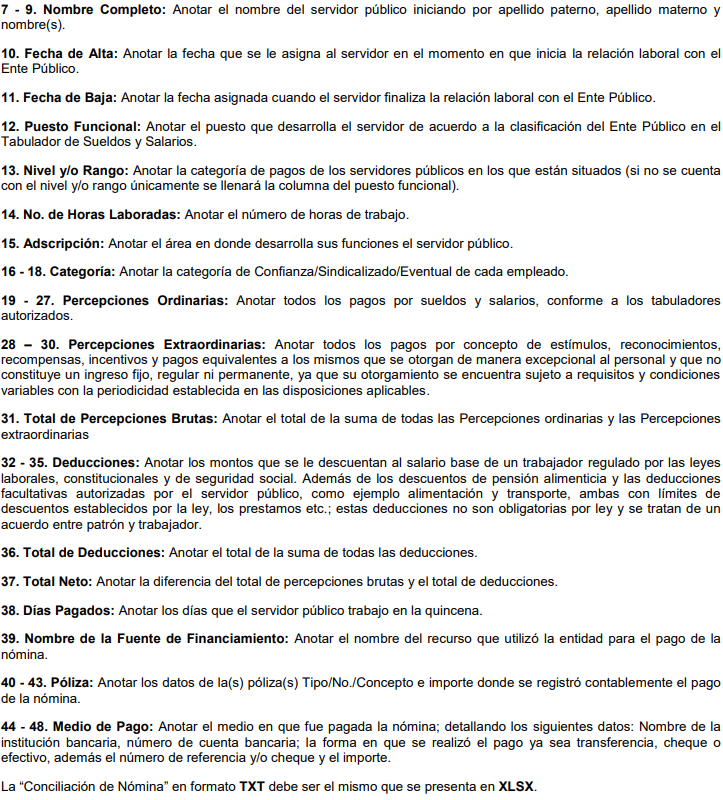 7 - 9. Nombre Completo: Anotar el nombre del servidor público iniciando por apellido paterno, apellido materno y
nombre(s).
10. Fecha de Alta: Anotar la fecha que se le asigna al servidor en el momento en que inicia la relación laboral con el
Ente Público.
11. Fecha de Baja: Anotar la fecha asignada cuando el servidor finaliza la relación laboral con el Ente Público.
12. Puesto Funcional: Anotar el puesto que desarrolla el servidor de acuerdo a la clasificación del Ente Público en el
Tabulador de Sueldos y Salarios.
13. Nivel y/o Rango: Anotar la categoría de pagos de los servidores públicos en los que están situados (si no se cuenta
con el nivel y/o rango únicamente se llenará la columna del puesto funcional).
14. No. de Horas Laboradas: Anotar el número de horas de trabajo.
15. Adscripción: Anotar el área en donde desarrolla sus funciones el servidor público.
16 - 18. Categoría: Anotar la categoría de Confianza/Sindicalizado/Eventual de cada empleado.
19 - 27. Percepciones Ordinarias: Anotar todos los pagos por sueldos y salarios, conforme a los tabuladores
autorizados.
28 – 30. Percepciones Extraordinarias: Anotar todos los pagos por concepto de estímulos, reconocimientos,
recompensas, incentivos y pagos equivalentes a los mismos que se otorgan de manera excepcional al personal y que no
constituye un ingreso fijo, regular ni permanente, ya que su otorgamiento se encuentra sujeto a requisitos y condiciones
variables con la periodicidad establecida en las disposiciones aplicables.
31. Total de Percepciones Brutas: Anotar el total de la suma de todas las Percepciones ordinarias y las Percepciones
extraordinarias
32 - 35. Deducciones: Anotar los montos que se le descuentan al salario base de un trabajador regulado por las leyes
laborales, constitucionales y de seguridad social. Además de los descuentos de pensión alimenticia y las deducciones
facultativas autorizadas por el servidor público, como ejemplo alimentación y transporte, ambas con límites de
descuentos establecidos por la ley, los prestamos etc.; estas deducciones no son obligatorias por ley y se tratan de un
acuerdo entre patrón y trabajador.
36. Total de Deducciones: Anotar el total de la suma de todas las deducciones.
37. Total Neto: Anotar la diferencia del total de percepciones brutas y el total de deducciones.
38. Días Pagados: Anotar los días que el servidor público trabajo en la quincena.
39. Nombre de la Fuente de Financiamiento: Anotar el nombre del recurso que utilizó la entidad para el pago de la
nómina.
40 - 43. Póliza: Anotar los datos de la(s) póliza(s) Tipo/No./Concepto e importe donde se registró contablemente el pago
de la nómina.
44 - 48. Medio de Pago: Anotar el medio en que fue pagada la nómina; detallando los siguientes datos: Nombre de la
institución bancaria, número de cuenta bancaria; la forma en que se realizó el pago ya sea transferencia, cheque o
efectivo, además el número de referencia y/o cheque y el importe.
La “Conciliación de Nómina” en formato TXT debe ser el mismo que se presenta en XLSX.